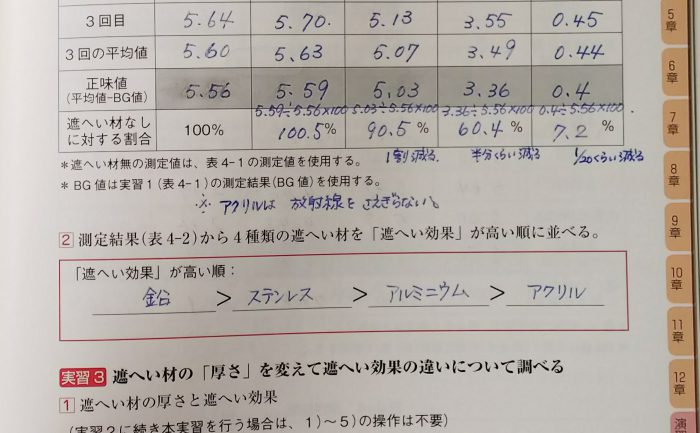 3回目 5.64 5.70 5.13 3.55 0.45
3回の平均値 5.60 5.63 5.07 3.49 0.44
正味値
(平均値-BG値) 5.56 5.59 5.03 3.36 0.4
5.59÷5.56×100 5.03÷5.56×100 3.36÷5.56×100 0.4÷5.56×100
遮へい材なし
に対する割合 100% 100.5% 90.5% 60.4% 7.2%
*遮へい材無の測定値は、表4-1の測定値を使用する。 1割減る 半分くらい減る 1/20くらい減る
*BG値は実習1(表4-1)の測定結果(BG値)を使用する。
※アクリルは放射線をさえぎらない。
2 測定結果(表4-2)から4種類の遮へい材を「遮へい効果」が高い順に並べる。
「遮へい効果」が高い順:
鉛 > ステンレス > アルミニウム > アクリル
実習3 遮へい材の「厚さ」を変えて遮へい効果の違いについて調べる
1 遮へい材の厚さと遮へい効果
(実習2に続き本実習を行う場合は、1)~5)の操作は不要)
5章
6章
7章
8章
9章
10章
11章
12章
演